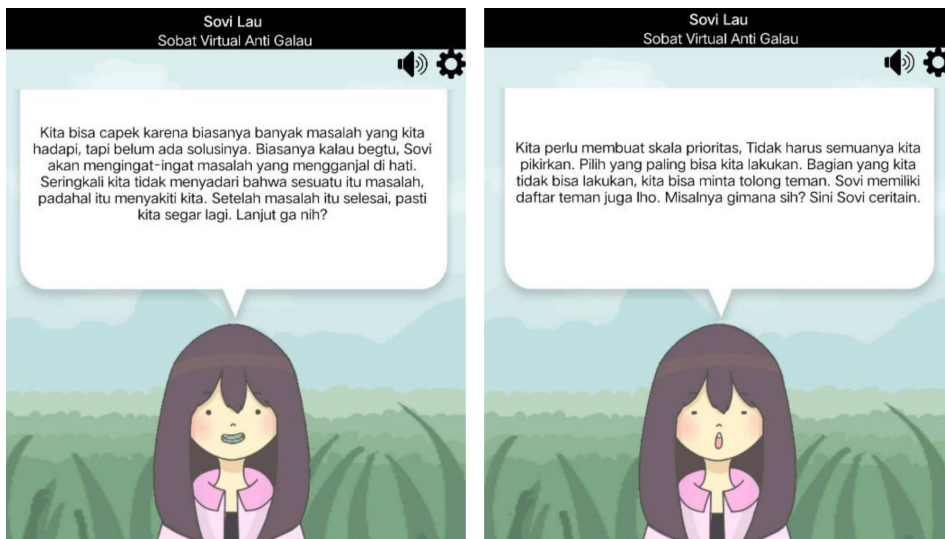 Sovi Lau
Sobat Virtual Anti Galau
Kita bisa capek karena biasanya banyak masalah yang kita
hadapi, tapi belum ada solusinya. Biasanya kalau begtu, Sovi
akan mengingat-ingat masalah yang mengganjal di hati.
Seringkali kita tidak menyadari bahwa sesuatu itu masalah,
padahal itu menyakiti kita. Setelah masalah itu selesai, pasti
kita segar lagi. Lanjut ga nih?
Sovi Lau
Sobat Virtual Anti Galau
Kita perlu membuat skala prioritas, Tidak harus semuanya kita
pikirkan. Pilih yang paling bisa kita lakukan. Bagian yang kita
tidak bisa lakukan, kita bisa minta tolong teman. Sovi memiliki
daftar teman juga lho. Misalnya gimana sih? Sini Sovi ceritain.